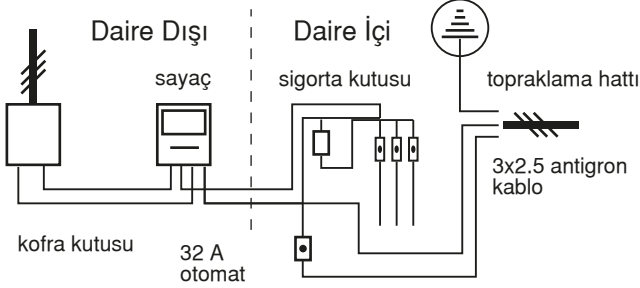 Daire Dışı
Daire İçi
sayaç
sigorta kutusu
topraklama hattı
3x2.5 antigron
kablo
kofra kutusu
32 A
otomat